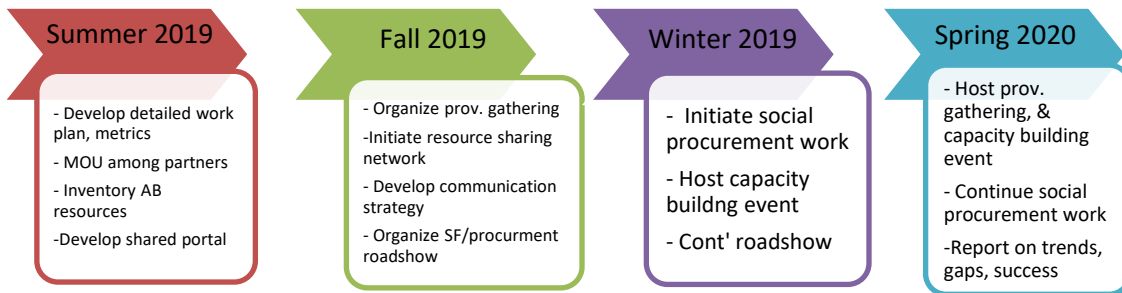 Summer 2019
- Develop detailed work
plan, metrics
- MOU among partners
- Inventory AB
resources
-Develop shared portal
Fall 2019
- Organize prov. gathering
-Initiate resource sharing
network
- Develop communication
strategy
- Organize SF/procurment
roadshow
Winter 2019
- Initiate social
procurement work
- Host capacity
buildng event
- Cont' roadshow
Spring 2020
- Host prov.
gathering, &
capacity building
event
- Continue social
procurement work
-Report on trends,
gaps, success